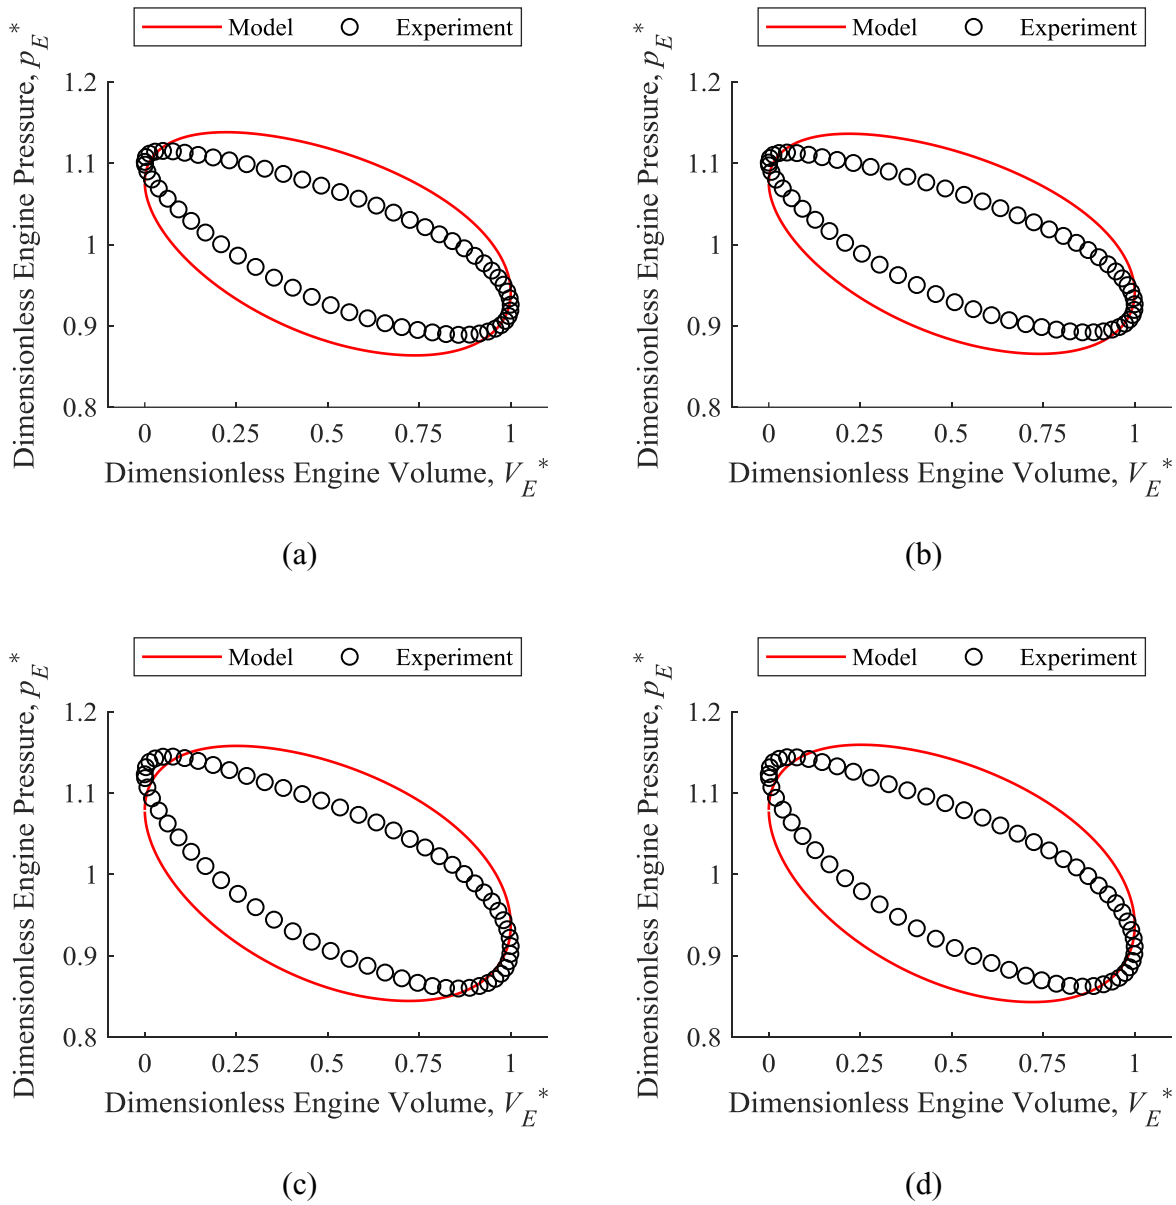 Model Experiment
Dimensionless Engine Pressure, p_E^*
1.2
1.1
1
0.9
0.8
0 0.25 0.5 0.75 1
Dimensionless Engine Volume, V_E^*
(a)
Model Experiment
Dimensionless Engine Pressure, p_E^*
1.2
1.1
1
0.9
0.8
0 0.25 0.5 0.75 1
Dimensionless Engine Volume, V_E^*
(b)
Model Experiment
Dimensionless Engine Pressure, p_E^*
1.2
1.1
1
0.9
0.8
0 0.25 0.5 0.75 1
Dimensionless Engine Volume, V_E^*
(c)
Model Experiment
Dimensionless Engine Pressure, p_E^*
1.2
1.1
1
0.9
0.8
0 0.25 0.5 0.75 1
Dimensionless Engine Volume, V_E^*
(d)